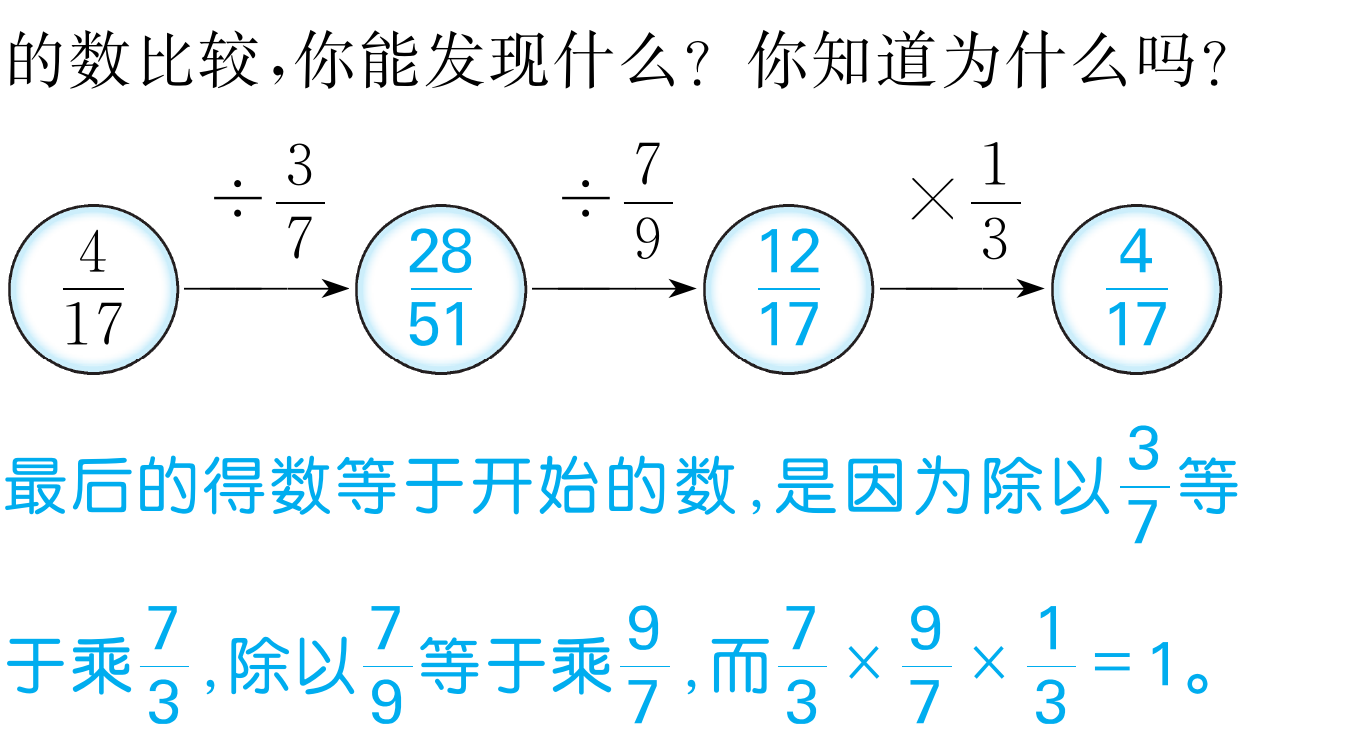 的数比较,你能发现什么? 你知道为什么吗?
÷3/7 ÷7/9 ×1/3
4/17 28/51 12/17 4/17
最后的得数等于开始的数,是因为除以3/7等
于乘7/3,除以7/9等于乘9/7,而7/3×9/7×1/3=1。